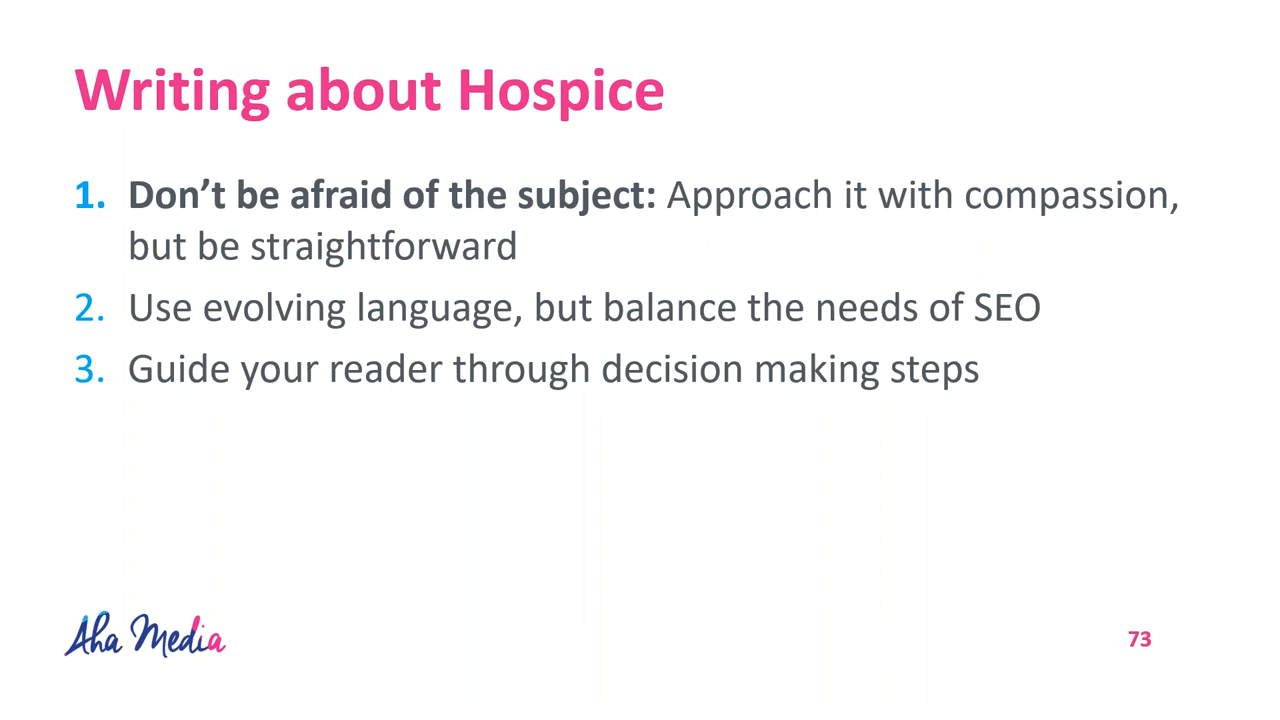 Writing about Hospice
1. Don’t be afraid of the subject: Approach it with compassion,
but be straightforward
2. Use evolving language, but balance the needs of SEO
3. Guide your reader through decision making steps
Aha Media
73